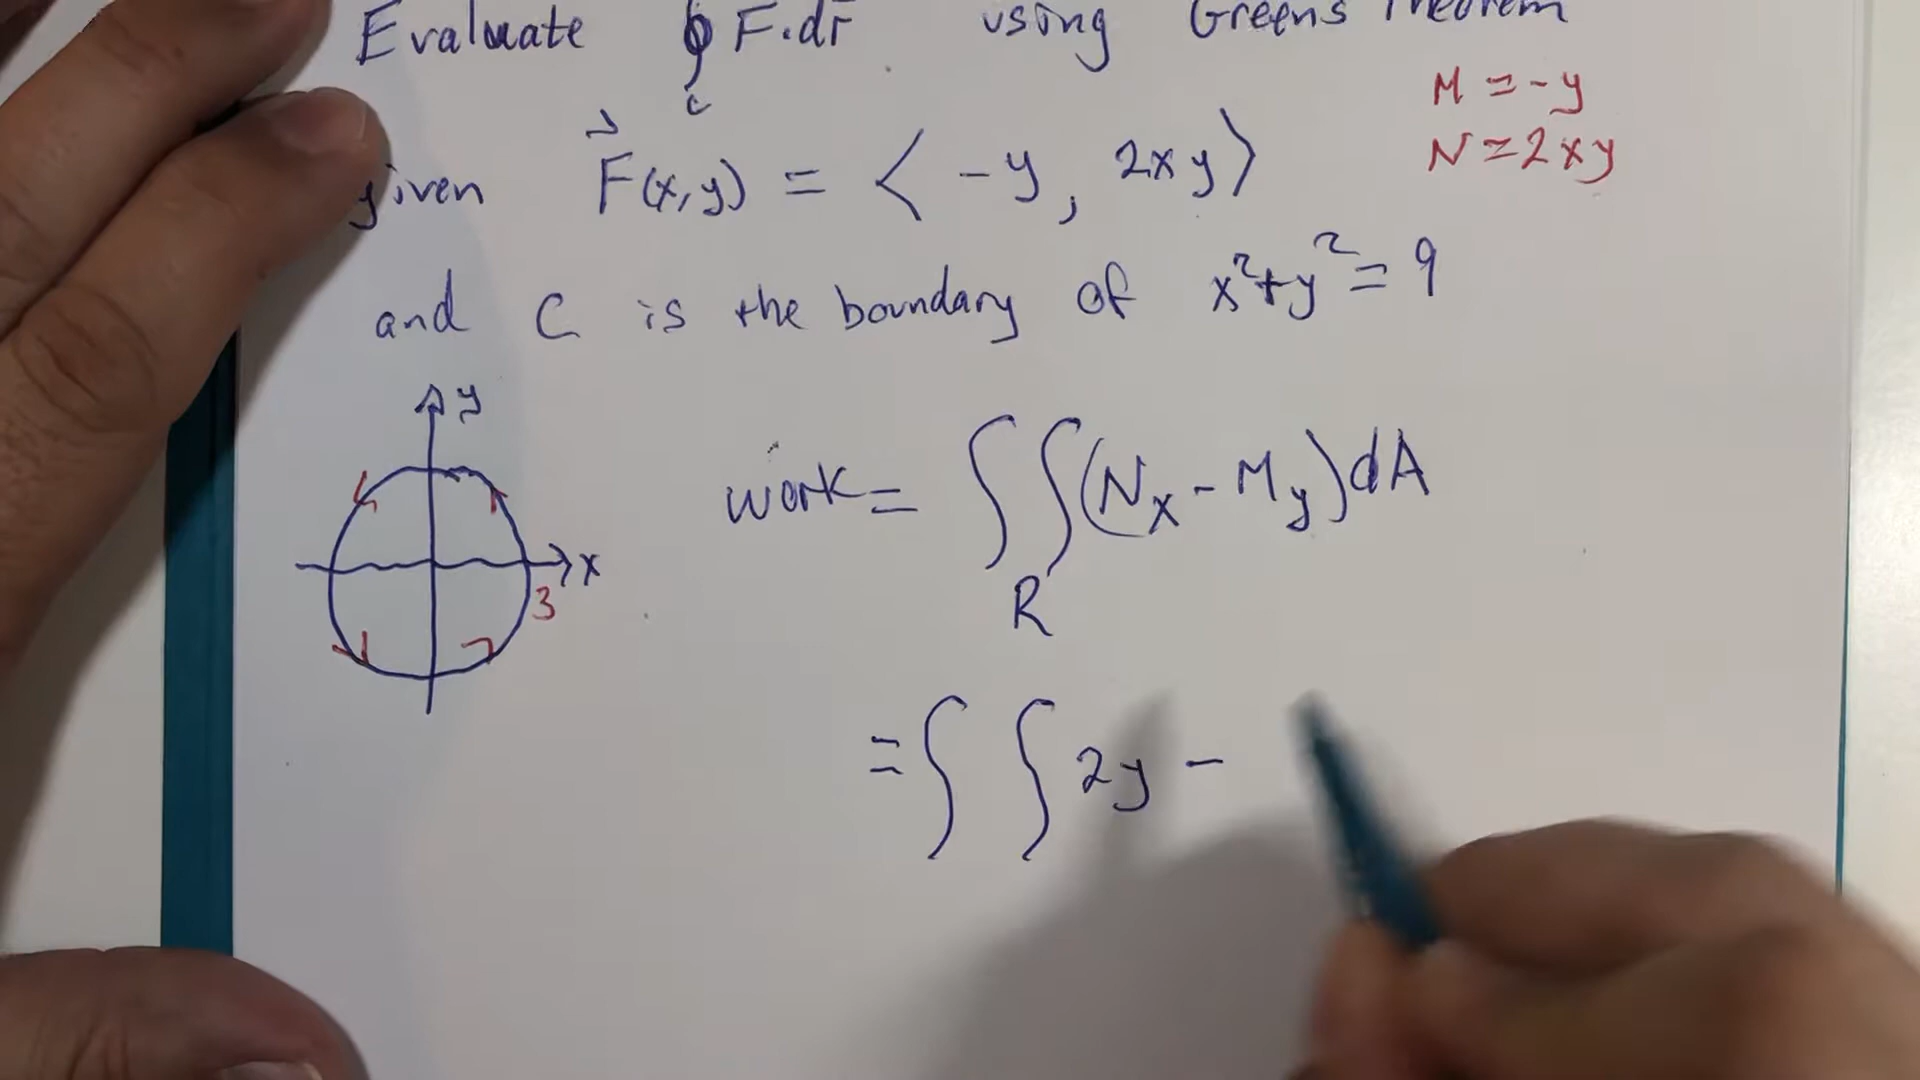 Evaluate ∮_C F.dr using Greens Theorem
M = -y
N = 2xy
given F⃗(x,y) = ⟨ -y, 2xy⟩
and C is the boundary of x²+y² = 9
y
x
3
work = ∫∫_R (N_x - M_y) dA
= ∫ ∫ 2y -